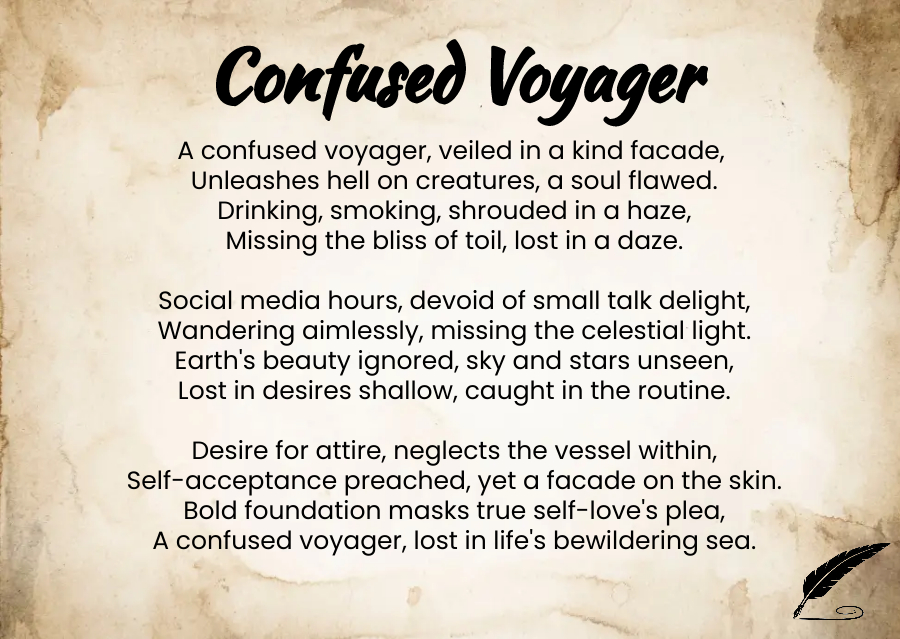 Confused Voyager
A confused voyager, veiled in a kind facade,
Unleashes hell on creatures, a soul flawed.
Drinking, smoking, shrouded in a haze,
Missing the bliss of toil, lost in a daze.
Social media hours, devoid of small talk delight,
Wandering aimlessly, missing the celestial light.
Earth's beauty ignored, sky and stars unseen,
Lost in desires shallow, caught in the routine.
Desire for attire, neglects the vessel within,
Self-acceptance preached, yet a facade on the skin.
Bold foundation masks true self-love's plea,
A confused voyager, lost in life's bewildering sea.